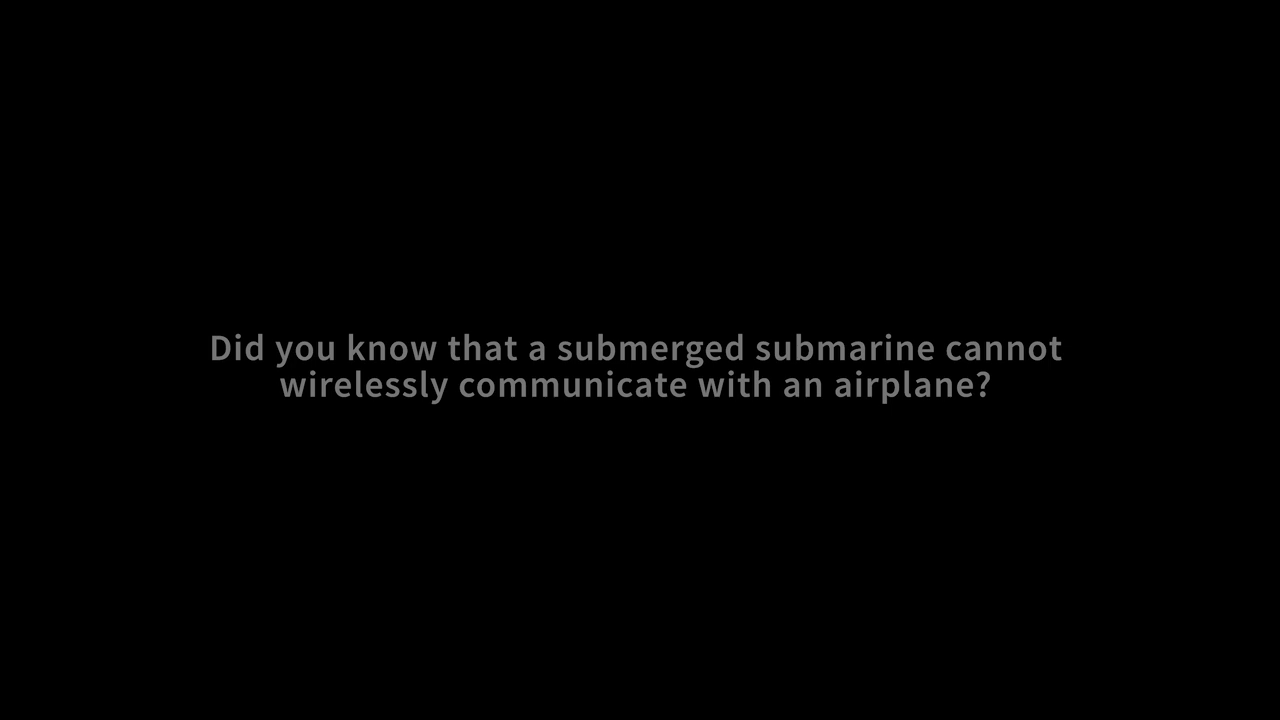 Did you know that a submerged submarine cannot
wirelessly communicate with an airplane?